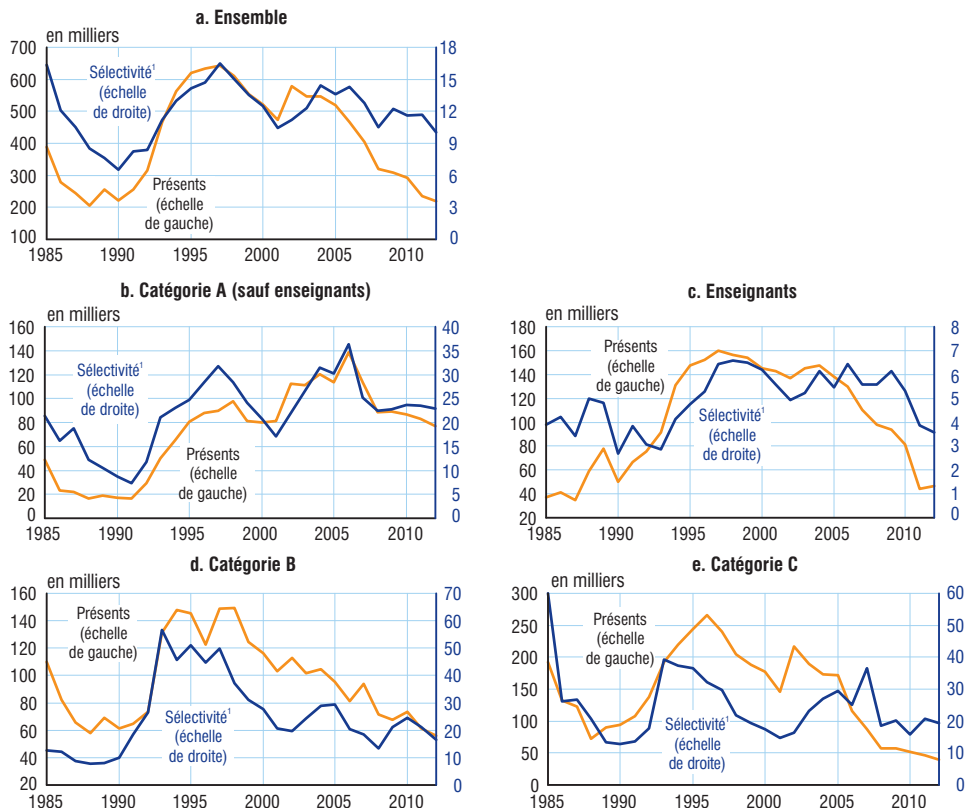 a. Ensemble
en milliers
700
600
500
400
300
200
100
18
15
12
9
6
3
0
Sélectivité¹
(échelle
de droite)
Présents
(échelle
de gauche)
1985 1990 1995 2000 2005 2010
b. Catégorie A (sauf enseignants)
en milliers
160
140
120
100
80
60
40
20
0
40
35
30
25
20
15
10
5
0
Sélectivité¹
(échelle
de droite)
Présents
(échelle
de gauche)
1985 1990 1995 2000 2005 2010
c. Enseignants
en milliers
180
160
140
120
100
80
60
40
20
8
7
6
5
4
3
2
1
0
Présents
(échelle
de gauche)
Sélectivité¹
(échelle
de droite)
1985 1990 1995 2000 2005 2010
d. Catégorie B
en milliers
160
140
120
100
80
60
40
20
70
60
50
40
30
20
10
0
Présents
(échelle
de gauche)
Sélectivité¹
(échelle
de droite)
1985 1990 1995 2000 2005 2010
e. Catégorie C
en milliers
300
250
200
150
100
50
0
60
50
40
30
20
10
0
Présents
(échelle
de gauche)
Sélectivité¹
(échelle
de droite)
1985 1990 1995 2000 2005 2010